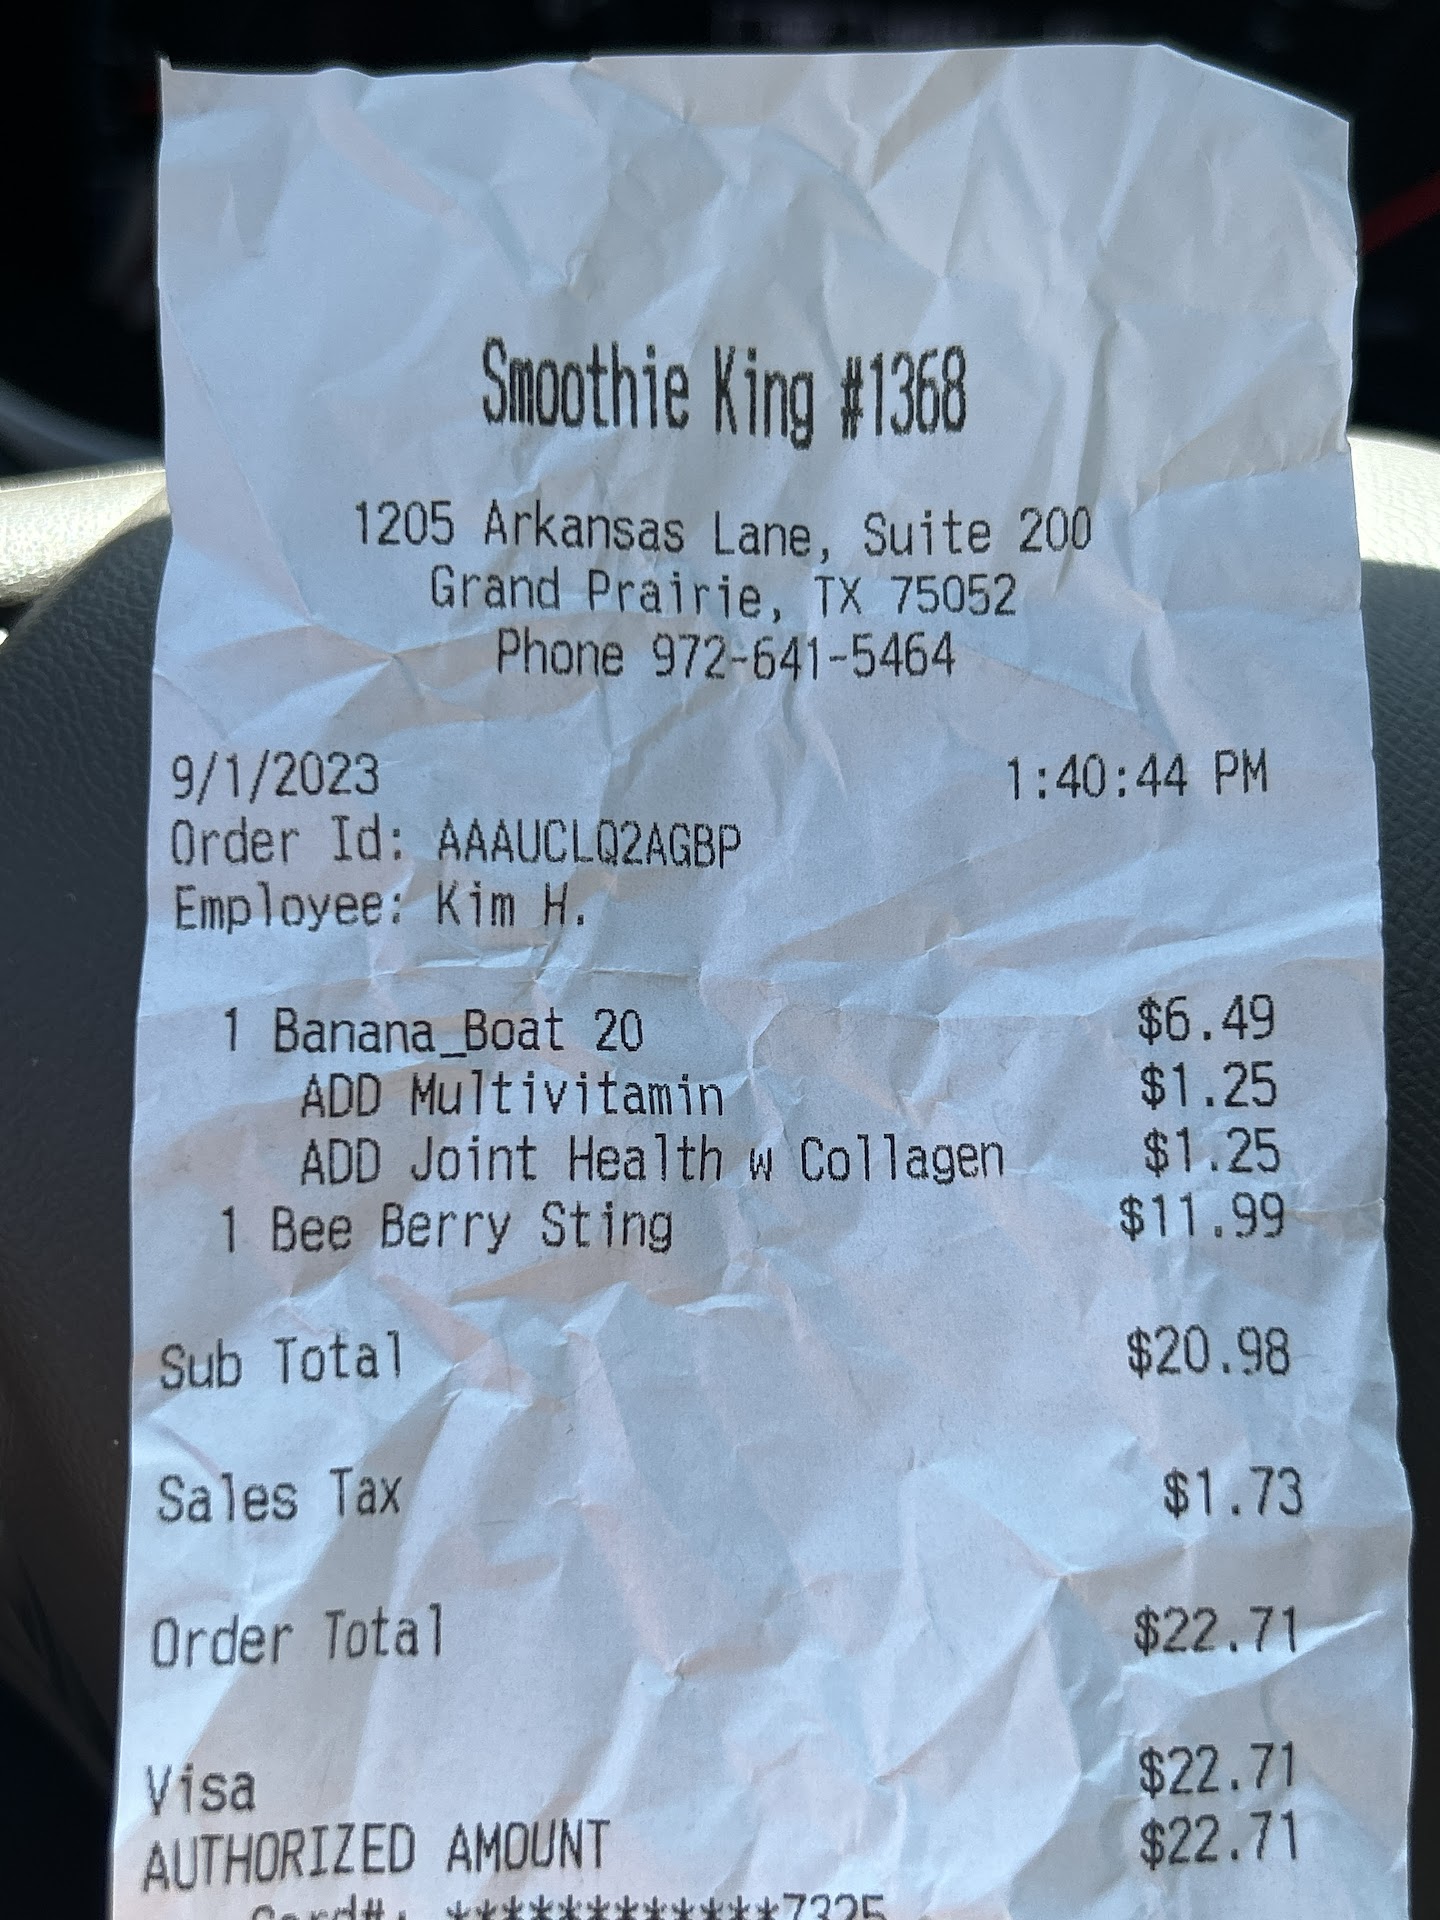 Smoothie King #1368
1205 Arkansas Lane, Suite 200
Grand Prairie, TX 75052
Phone 972-641-5464
9/1/2023 1:40:44 PM
Order Id: AAAUCLQ2AGBP
Employee: Kim H.
1 Banana_Boat 20 $6.49
ADD Multivitamin $1.25
ADD Joint Health w Collagen $1.25
1 Bee Berry Sting $11.99
Sub Total $20.98
Sales Tax $1.73
Order Total $22.71
Visa $22.71
AUTHORIZED AMOUNT $22.71
Card#: ************7325